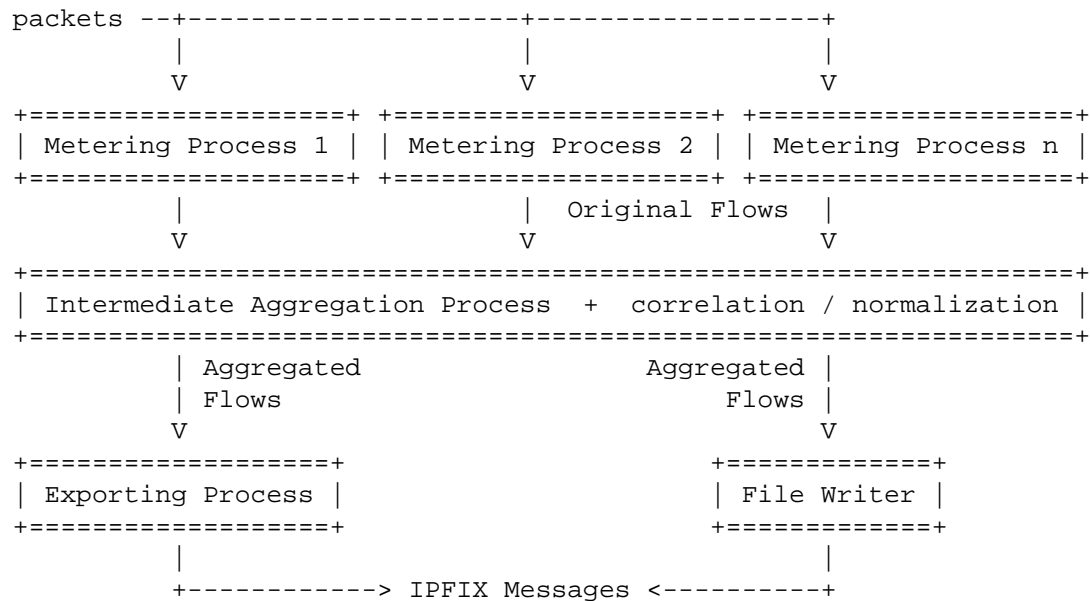 packets
Metering Process 1 Metering Process 2 Metering Process n
Original Flows
Intermediate Aggregation Process + correlation / normalization
Aggregated Aggregated
Flows Flows
Exporting Process File Writer
IPFIX Messages